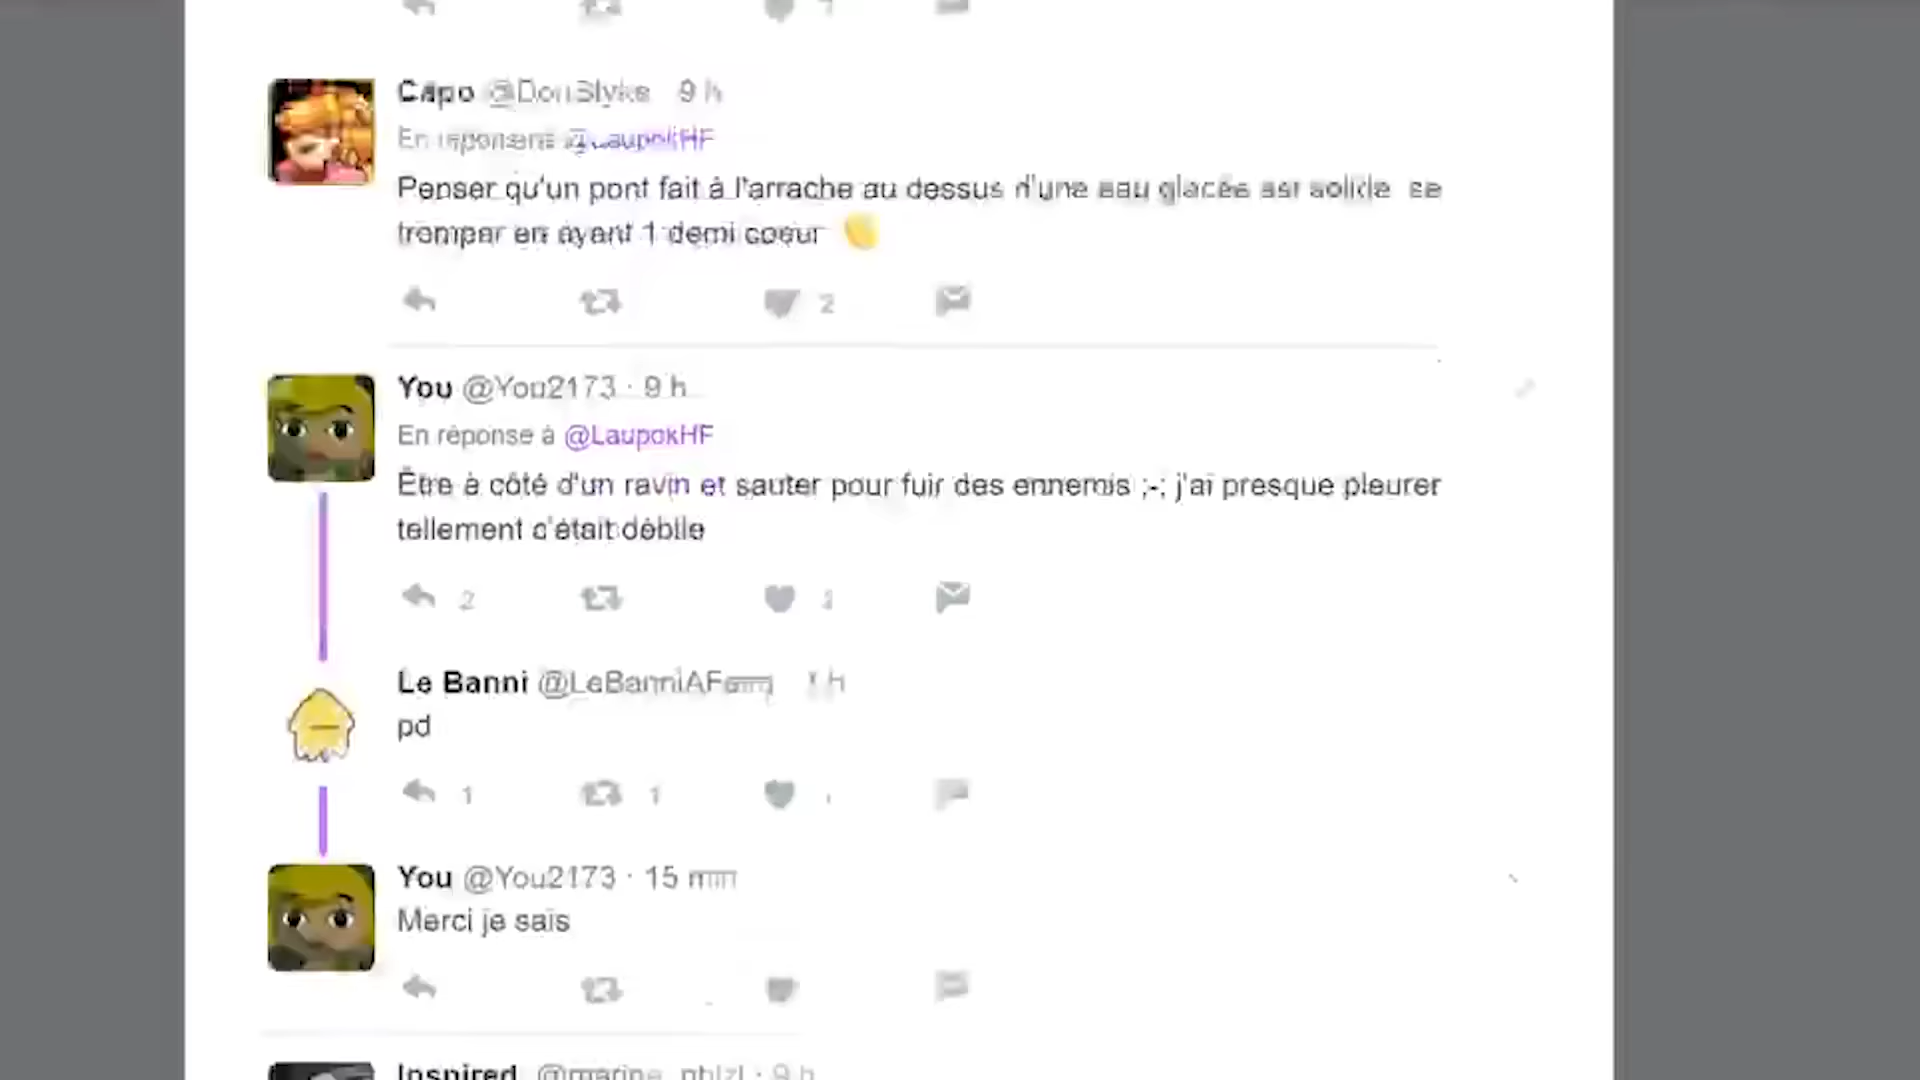 Capo @DonSlyke 9 h
En réponse à @LaupokHF
Penser qu'un pont fait à l'arrache au dessus d'une eau glacée est solide se
tromper en ayant 1 demi coeur
2
You @You2173 · 9 h
En réponse à @LaupokHF
Être à côté d'un ravin et sauter pour fuir des ennemis ;-; j'ai presque pleurer
tellement c'était débile
2 2
Le Banni @LeBanniAF
pd
1 1
You @You2173 · 15 min
Merci je sais
Inspired 9 h